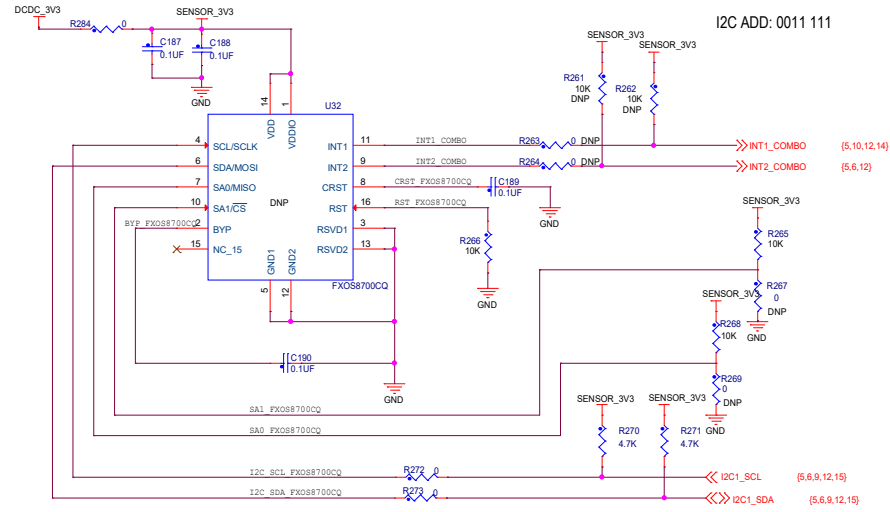 DCDC_3V3
R284
0
SENSOR_3V3
I2C ADD: 0011 111
C187
0.1UF
C188
0.1UF
GND
SENSOR_3V3
SENSOR_3V3
R261
10K
DNP
R262
10K
DNP
U32
14
1
VDD
VDDIO
4
SCL/SCLK
INT1
11
INT1_COMBO
R263
0
DNP
INT1_COMBO
{5,10,12,14}
6
SDA/MOSI
INT2
9
INT2_COMBO
R264
0
DNP
INT2_COMBO
{5,6,12}
7
SA0/MISO
CRST
8
CRST_FXOS8700CQ
C189
0.1UF
GND
10
SA1/CS
DNP
RST
16
RST_FXOS8700CQ
BYP_FXOS8700CQ
2
BYP
RSVD1
3
15
NC_15
RSVD2
13
GND1
GND2
5
12
FXOS8700CQ
R266
10K
GND
SENSOR_3V3
R265
10K
R267
0
DNP
GND
SENSOR_3V3
R268
10K
R269
0
DNP
GND
C190
0.1UF
GND
SA1_FXOS8700CQ
SA0_FXOS8700CQ
SENSOR_3V3
SENSOR_3V3
R270
4.7K
R271
4.7K
I2C_SCL_FXOS8700CQ
R272
0
I2C1_SCL
{5,6,9,12,15}
I2C_SDA_FXOS8700CQ
R273
0
I2C1_SDA
{5,6,9,12,15}